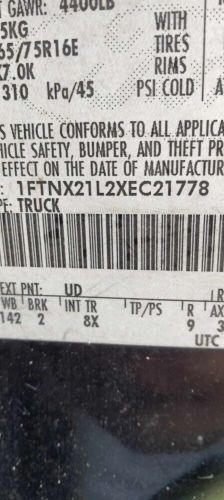 GAWR: 4400LB
5KG WITH
65/75R16E TIRES
7.0K RIMS
310 kPa/45 PSI COLD
VEHICLE CONFORMS TO ALL APPLICA
HICLE SAFETY, BUMPER, AND THEFT PR
EFFECT ON THE DATE OF MANUFACTUR
: 1FTNX21L2XEC21778
PE: TRUCK
EXT PNT: UD
WB BRK INT TR TP/PS R AX
142 2 8X 9 3
UTC